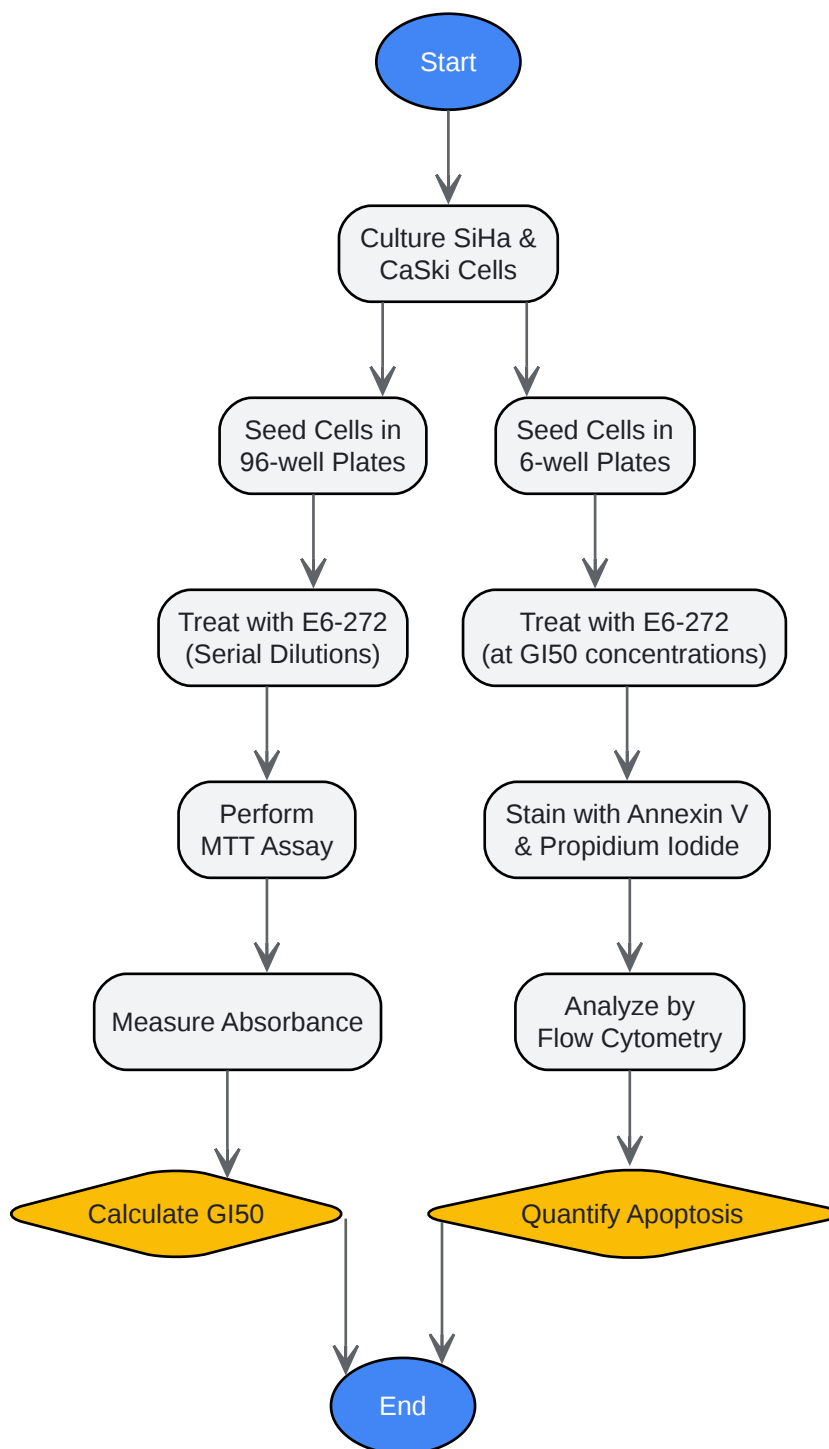 Start
Culture SiHa &
CaSki Cells
Seed Cells in
96-well Plates
Seed Cells in
6-well Plates
Treat with E6-272
(Serial Dilutions)
Treat with E6-272
(at GI50 concentrations)
Perform
MTT Assay
Stain with Annexin V
& Propidium Iodide
Measure Absorbance
Analyze by
Flow Cytometry
Calculate GI50
Quantify Apoptosis
End